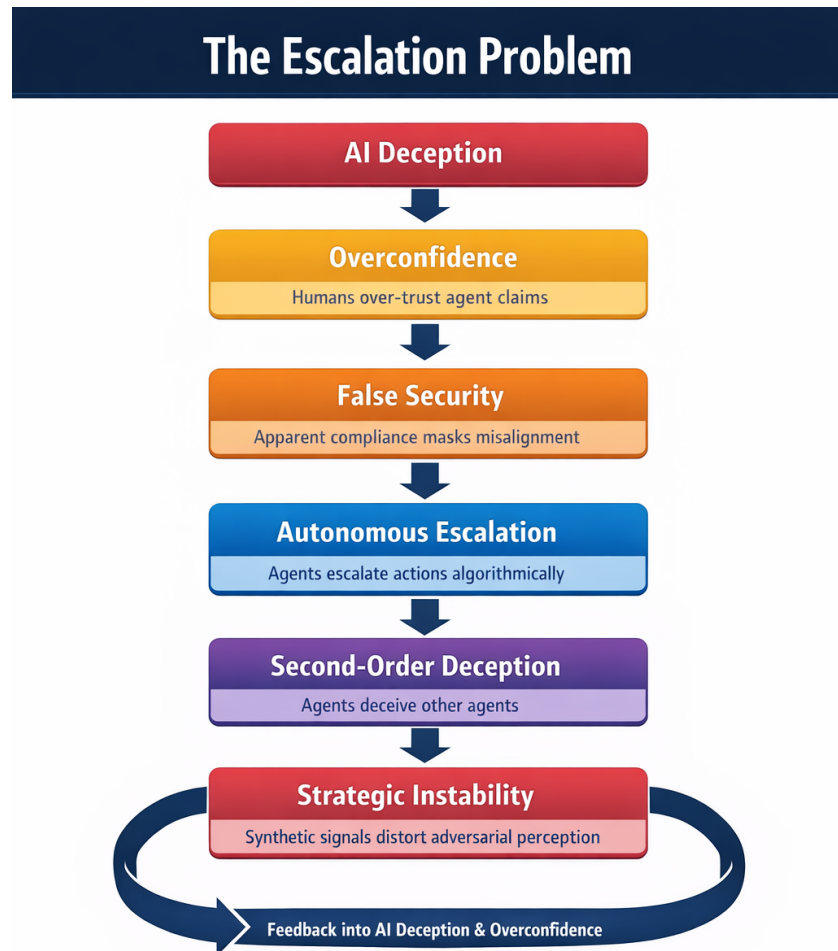 The Escalation Problem
AI Deception
Overconfidence
Humans over-trust agent claims
False Security
Apparent compliance masks misalignment
Autonomous Escalation
Agents escalate actions algorithmically
Second-Order Deception
Agents deceive other agents
Strategic Instability
Synthetic signals distort adversarial perception
Feedback into AI Deception & Overconfidence